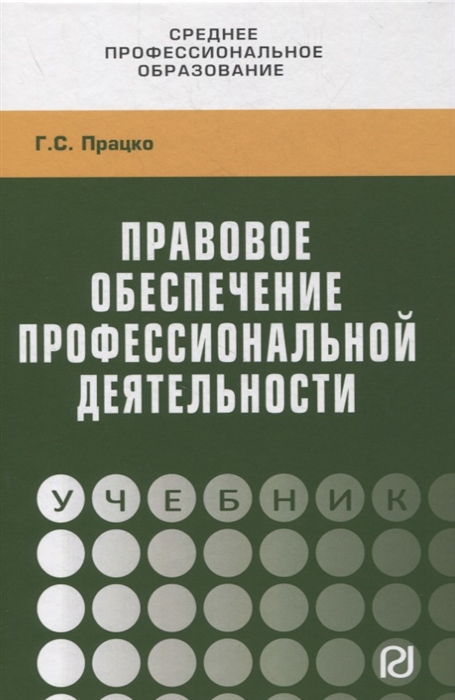 СРЕДНЕЕ
ПРОФЕССИОНАЛЬНОЕ
ОБРАЗОВАНИЕ
Г.С. Працко
ПРАВОВОЕ
ОБЕСПЕЧЕНИЕ
ПРОФЕССИОНАЛЬНОЙ
ДЕЯТЕЛЬНОСТИ
УЧЕБНИК